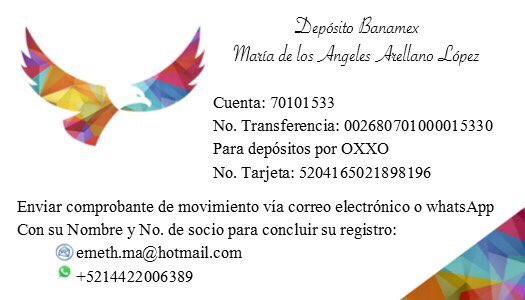 Depósito Banamex
María de los Angeles Arellano López
Cuenta: 70101533
No. Transferencia: 002680701000015330
Para depósitos por OXXO
No. Tarjeta: 5204165021898196
Enviar comprobante de movimiento vía correo electrónico o whatsApp
Con su Nombre y No. de socio para concluir su registro:
emeth.ma@hotmail.com
+5214422006389